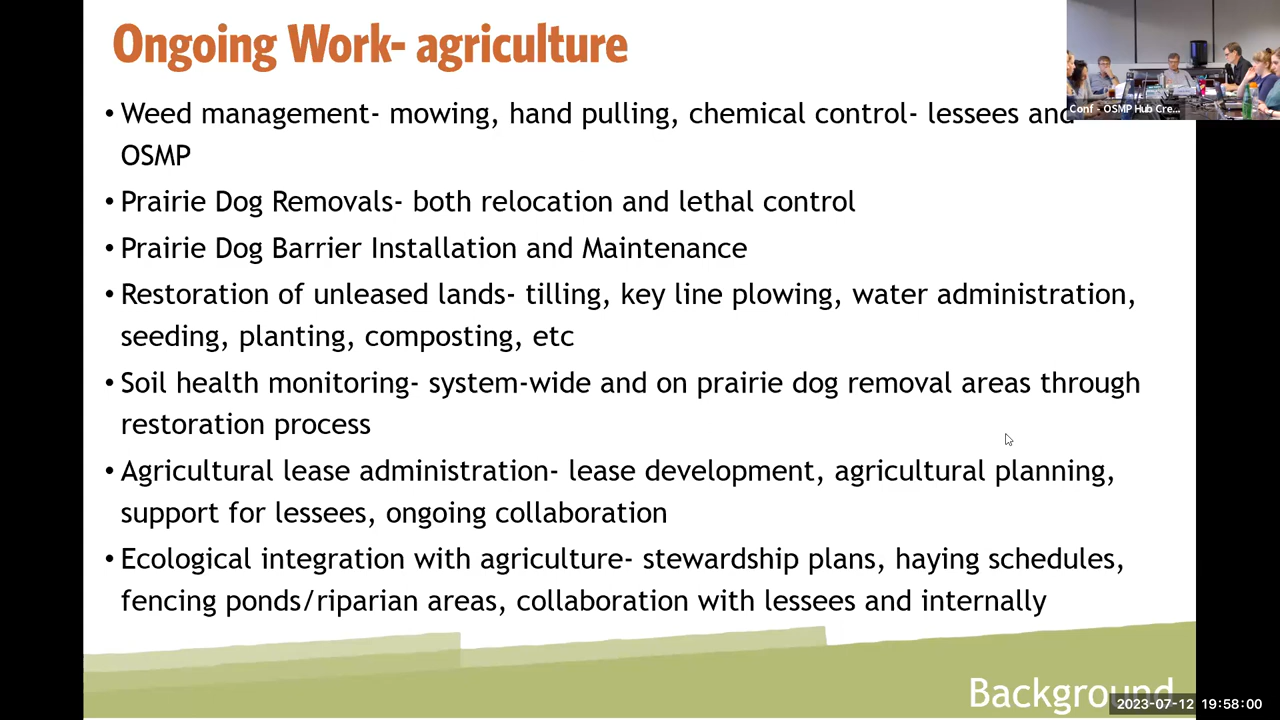 Ongoing Work- agriculture
Conf - OSMP Hub Cre...
• Weed management- mowing, hand pulling, chemical control- lessees and
OSMP
• Prairie Dog Removals- both relocation and lethal control
• Prairie Dog Barrier Installation and Maintenance
• Restoration of unleased lands- tilling, key line plowing, water administration,
seeding, planting, composting, etc
• Soil health monitoring- system-wide and on prairie dog removal areas through
restoration process
• Agricultural lease administration- lease development, agricultural planning,
support for lessees, ongoing collaboration
• Ecological integration with agriculture- stewardship plans, haying schedules,
fencing ponds/riparian areas, collaboration with lessees and internally
Background
2023-07-12 19:58:00